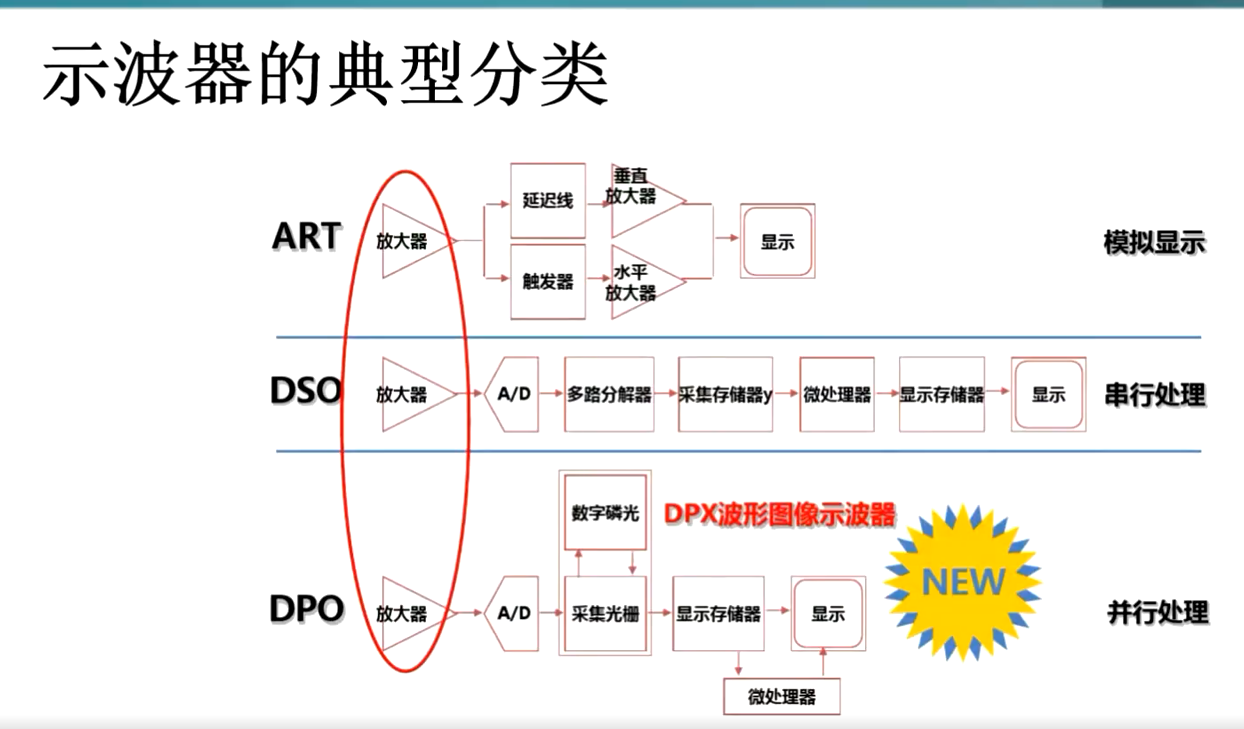 示波器的典型分类
ART
放大器
延迟线
垂直
放大器
触发器
水平
放大器
显示
模拟显示
DSO
放大器
A/D
多路分解器
采集存储器y
微处理器
显示存储器
显示
串行处理
数字磷光
DPX波形图像示波器
NEW
DPO
放大器
A/D
采集光栅
显示存储器
显示
并行处理
微处理器